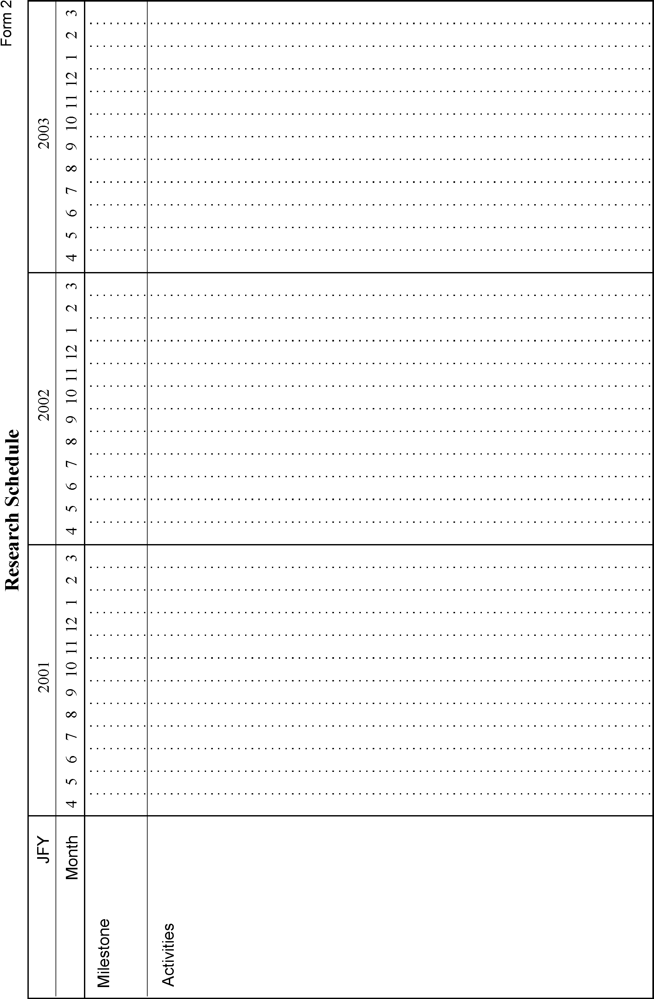 Form 2
Research Schedule
JFY 2001 2002 2003
Month 4 5 6 7 8 9 10 11 12 1 2 3 4 5 6 7 8 9 10 11 12 1 2 3 4 5 6 7 8 9 10 11 12 1 2 3
Milestone
Activities